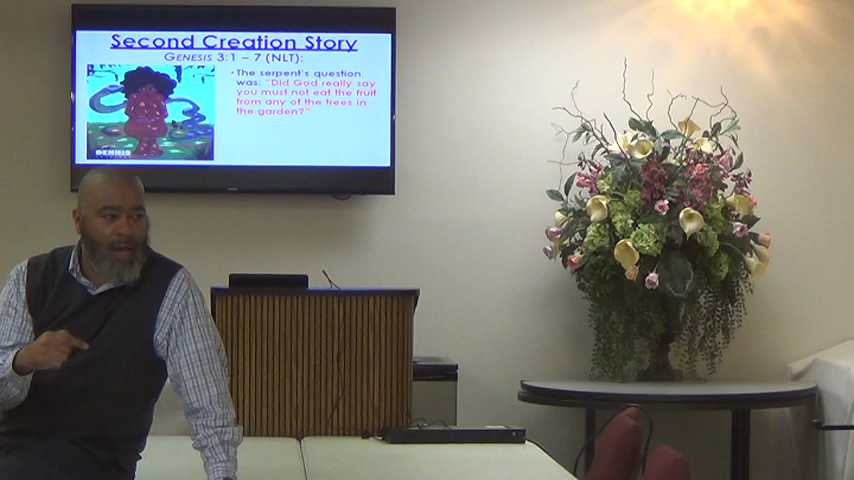 Second Creation Story
GENESIS 3:1 – 7 (NLT):
• The serpent's question
was: "Did God really say
you must not eat the fruit
from any of the trees in
the garden?"
DENNIS